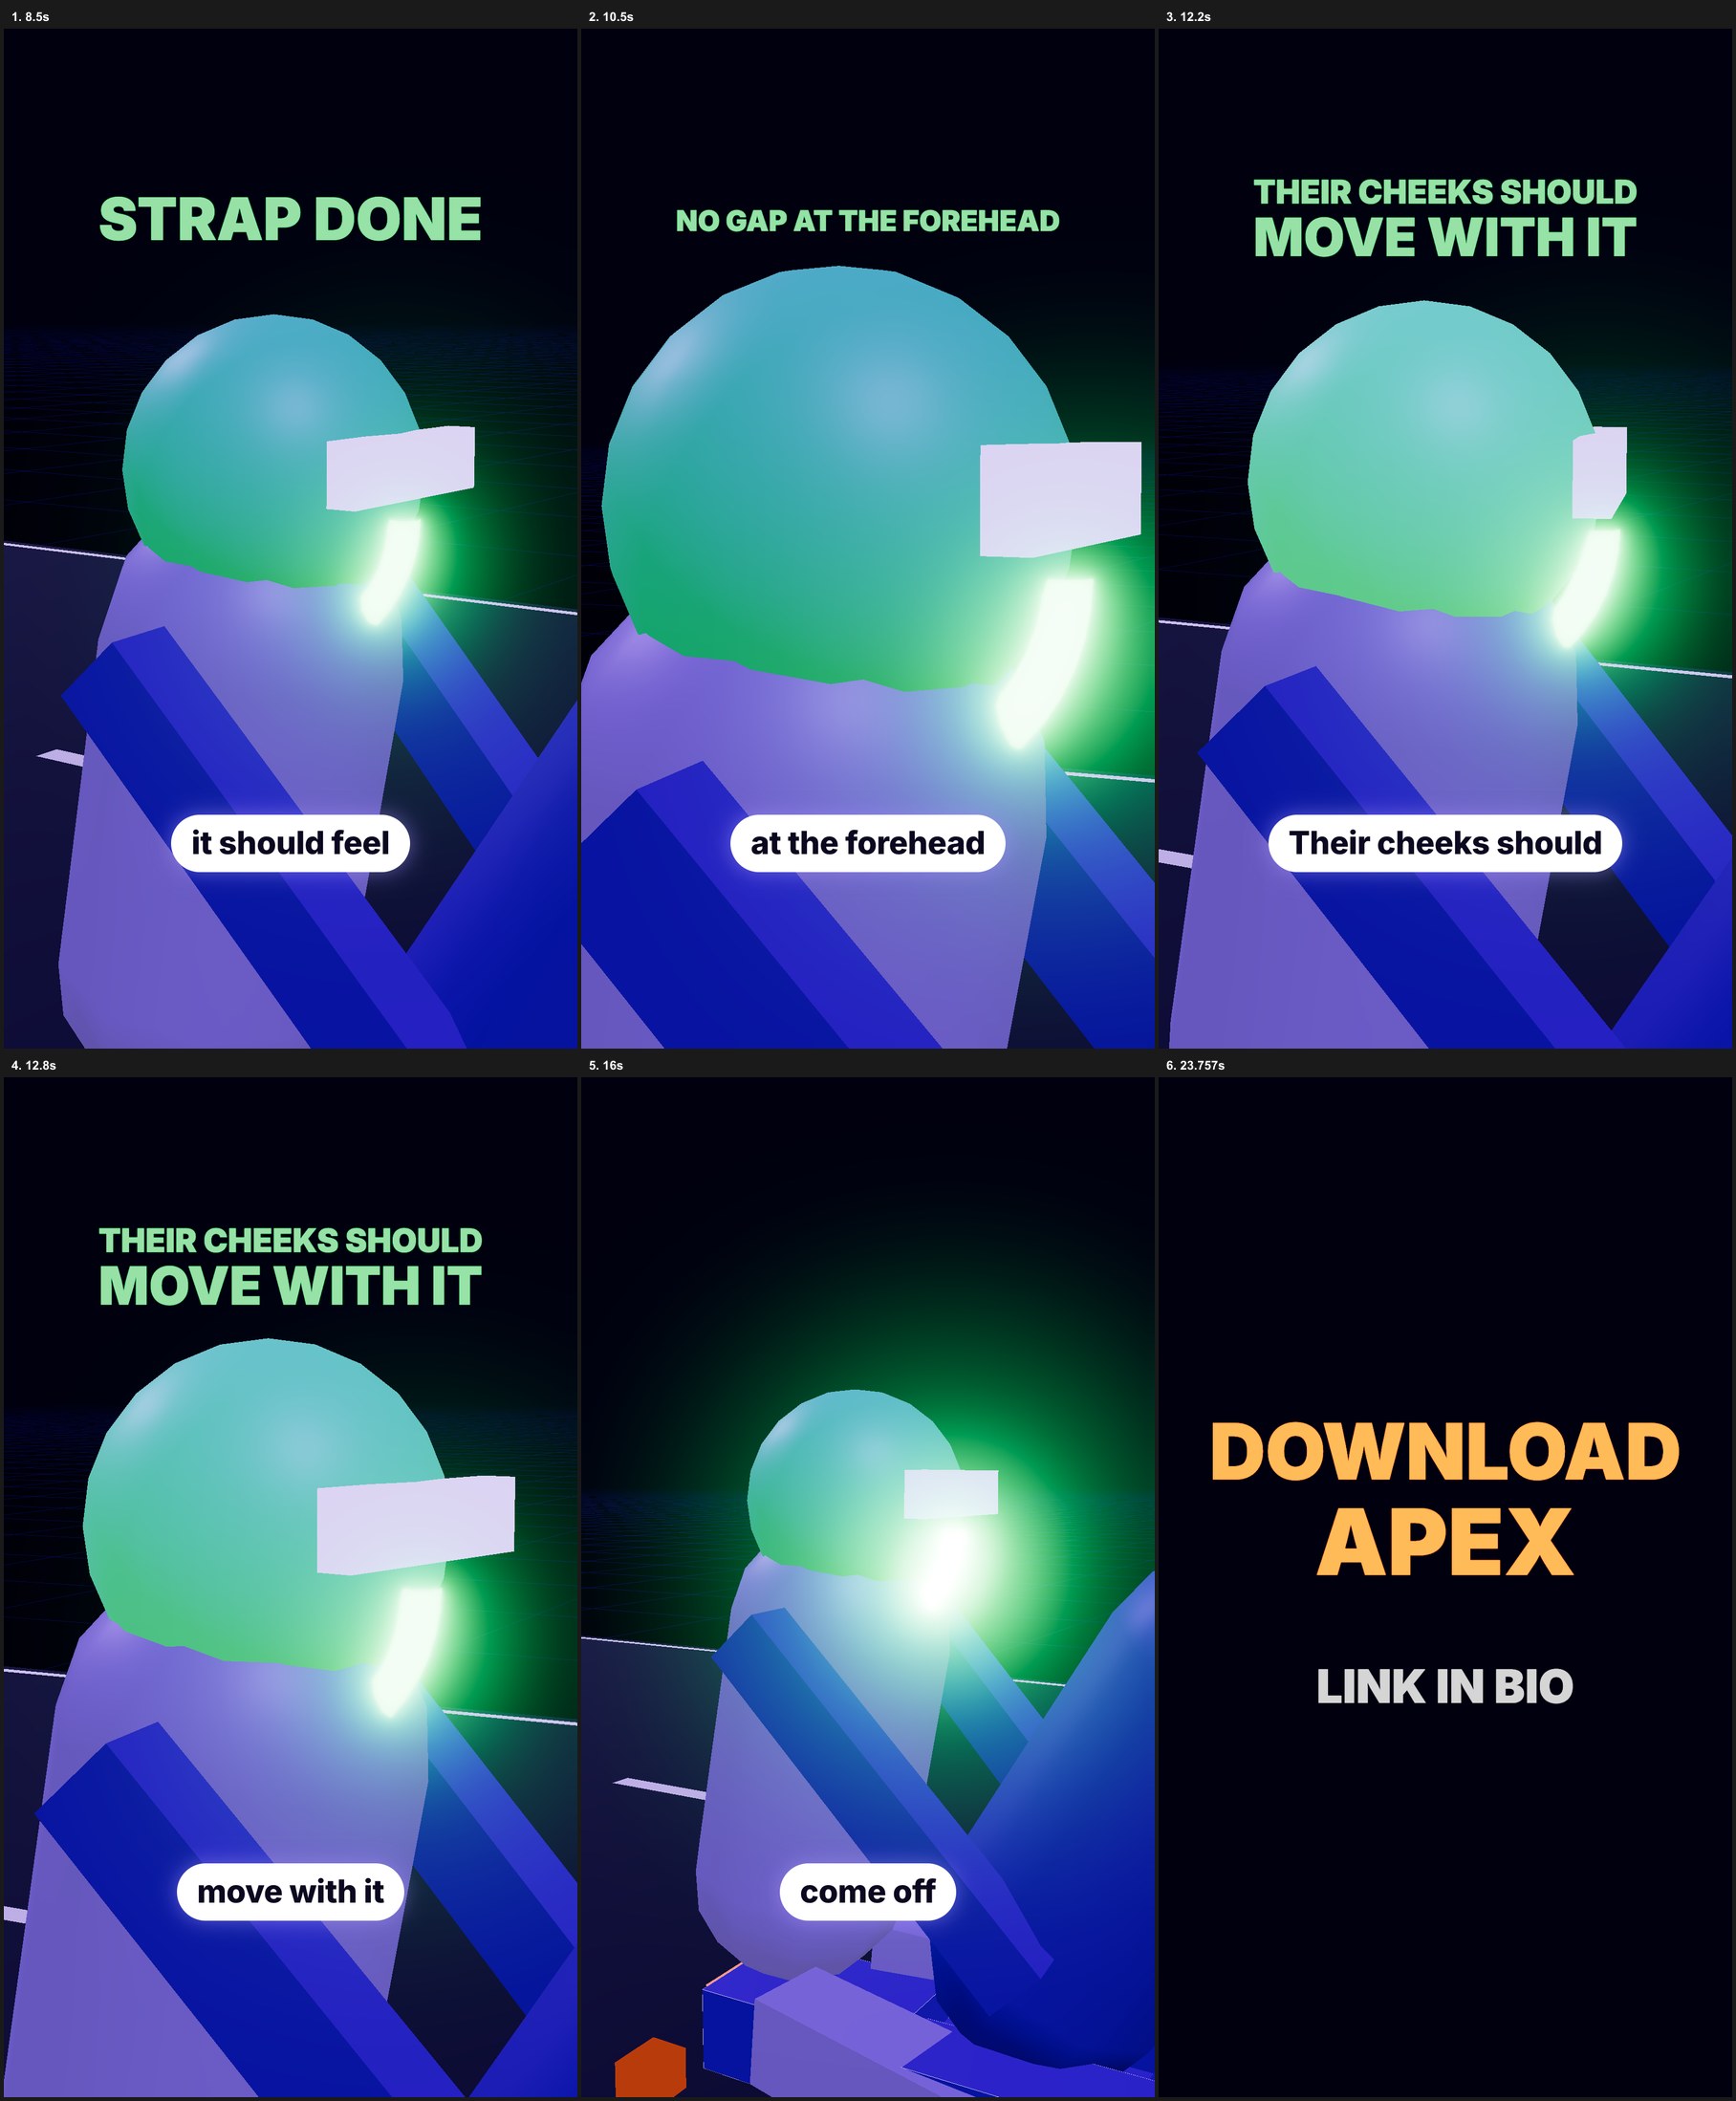 1. 8.5s
STRAP DONE
it should feel
2. 10.5s
NO GAP AT THE FOREHEAD
at the forehead
3. 12.2s
THEIR CHEEKS SHOULD
MOVE WITH IT
Their cheeks should
4. 12.8s
THEIR CHEEKS SHOULD
MOVE WITH IT
move with it
5. 16s
come off
6. 23.757s
DOWNLOAD
APEX
LINK IN BIO